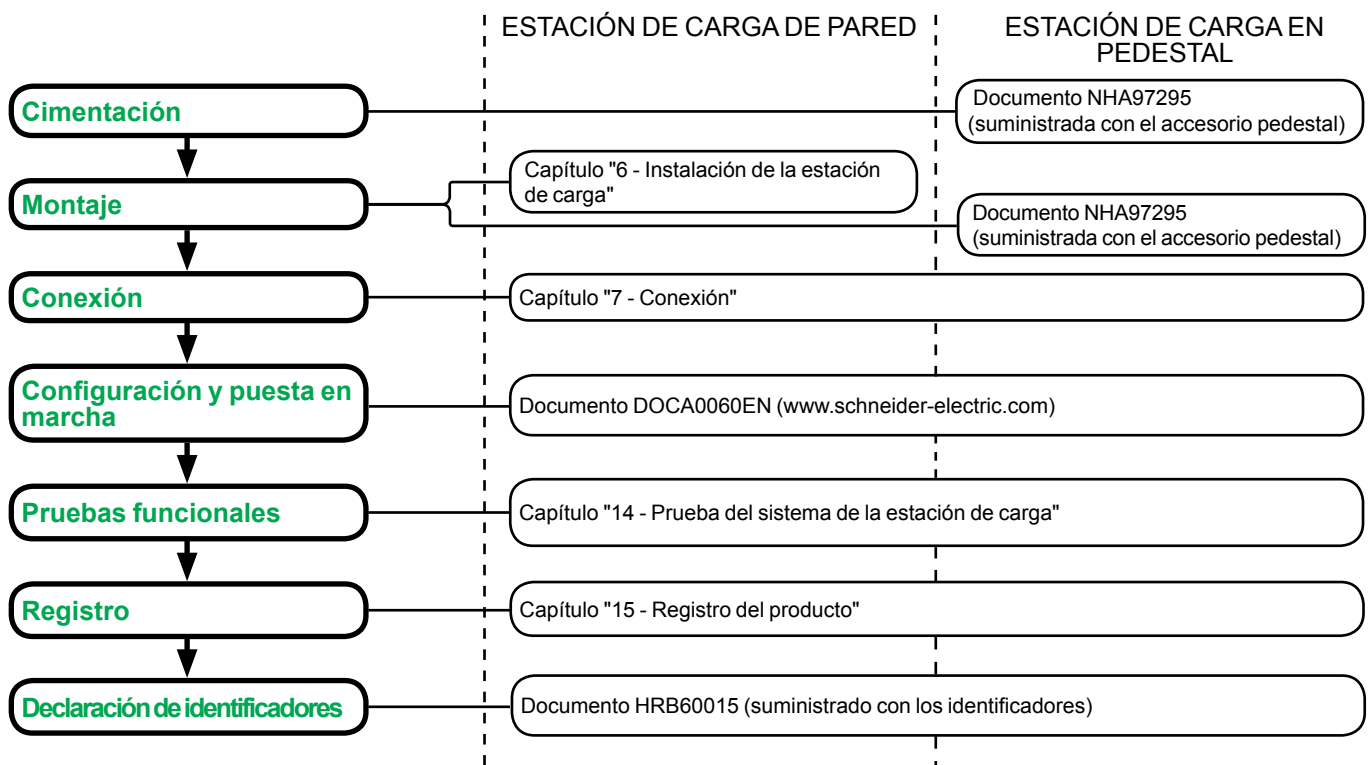 ESTACIÓN DE CARGA DE PARED
ESTACIÓN DE CARGA EN
PEDESTAL
Cimentación
Documento NHA97295
(suministrada con el accesorio pedestal)
Montaje
Capítulo "6 - Instalación de la estación
de carga"
Documento NHA97295
(suministrada con el accesorio pedestal)
Conexión
Capítulo "7 - Conexión"
Configuración y puesta en
marcha
Documento DOCA0060EN (www.schneider-electric.com)
Pruebas funcionales
Capítulo "14 - Prueba del sistema de la estación de carga"
Registro
Capítulo "15 - Registro del producto"
Declaración de identificadores
Documento HRB60015 (suministrado con los identificadores)